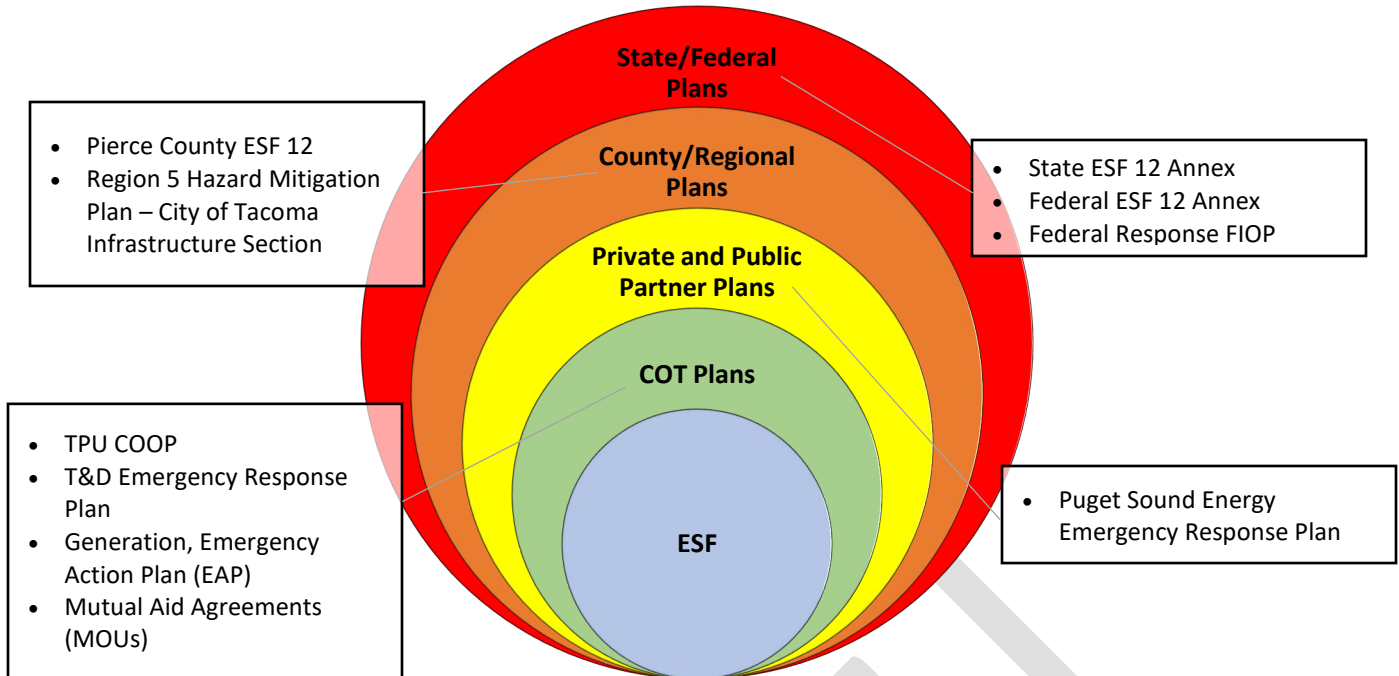 State/Federal
Plans
County/Regional
Plans
Private and Public
Partner Plans
COT Plans
ESF
• Pierce County ESF 12
• Region 5 Hazard Mitigation
Plan – City of Tacoma
Infrastructure Section
• State ESF 12 Annex
• Federal ESF 12 Annex
• Federal Response FIOP
• TPU COOP
• T&D Emergency Response
Plan
• Generation, Emergency
Action Plan (EAP)
• Mutual Aid Agreements
(MOUs)
• Puget Sound Energy
Emergency Response Plan